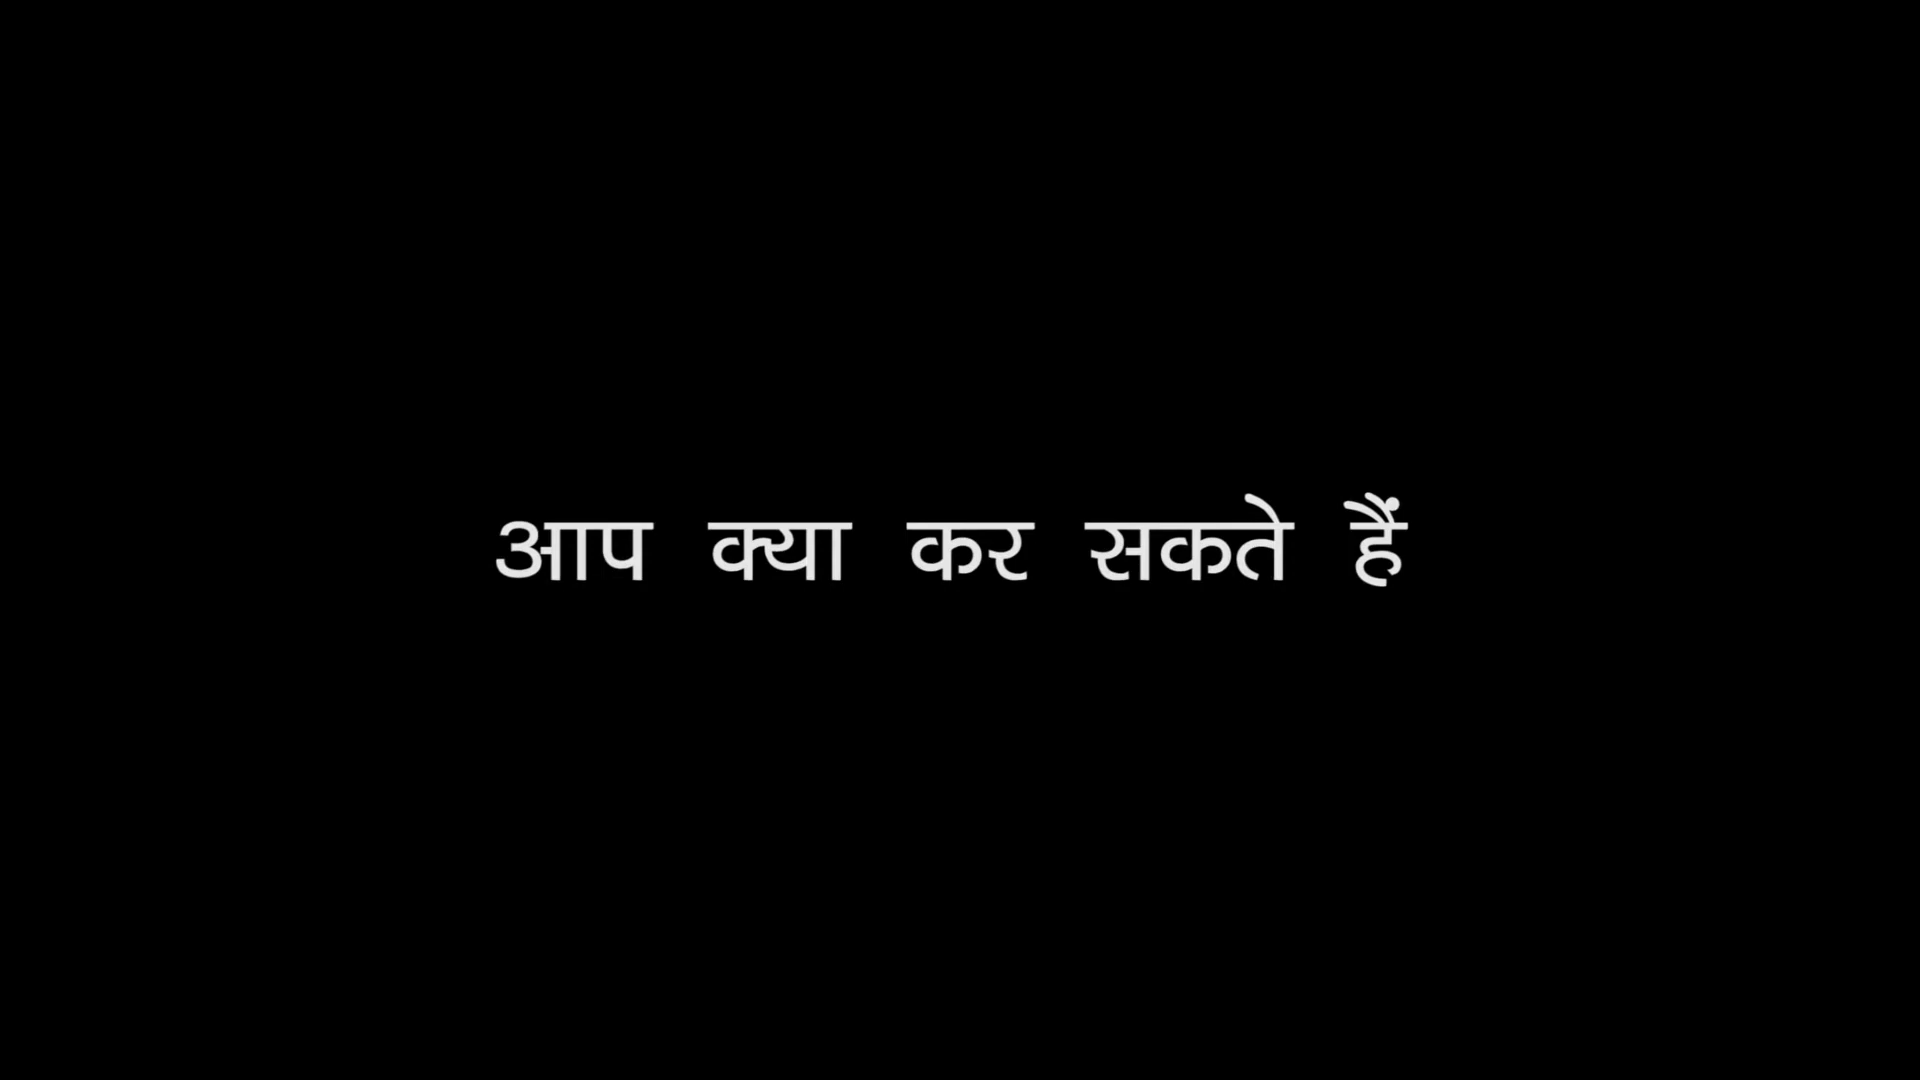 आप क्या कर सकते हैं